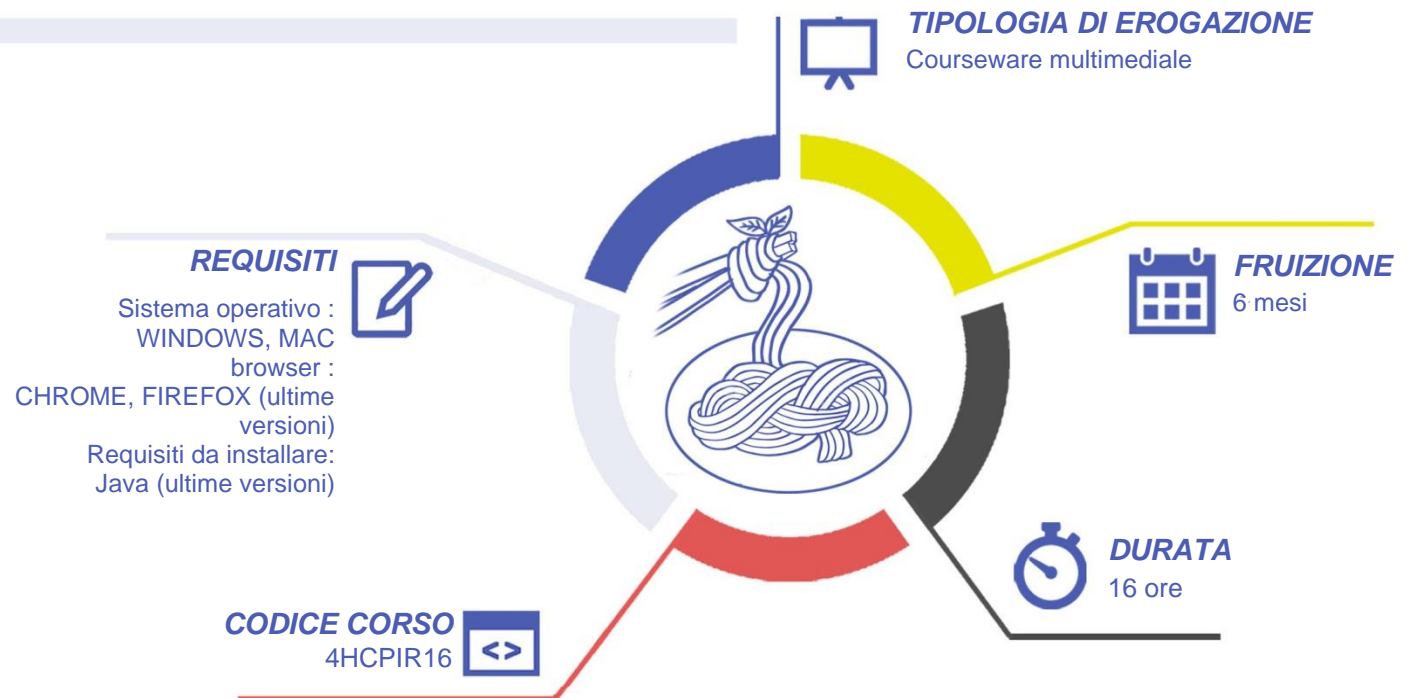 TIPOLOGIA DI EROGAZIONE
Courseware multimediale
REQUISITI
Sistema operativo :
WINDOWS, MAC
browser :
CHROME, FIREFOX (ultime
versioni)
Requisiti da installare:
Java (ultime versioni)
FRUIZIONE
6 mesi
DURATA
16 ore
CODICE CORSO
4HCPIR16
<>